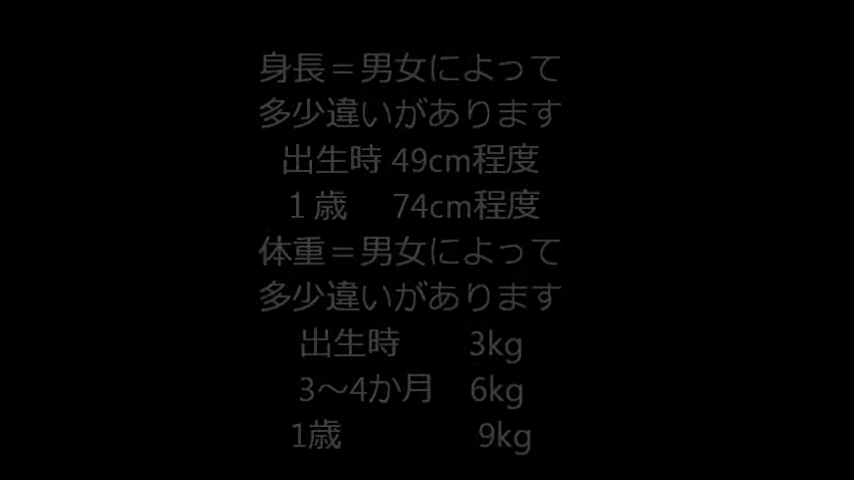 身長＝男女によって
多少違いがあります
出生時 49cm程度
１歳　 74cm程度
体重＝男女によって
多少違いがあります
出生時　　3kg
3～4か月　6kg
1歳　　　　9kg